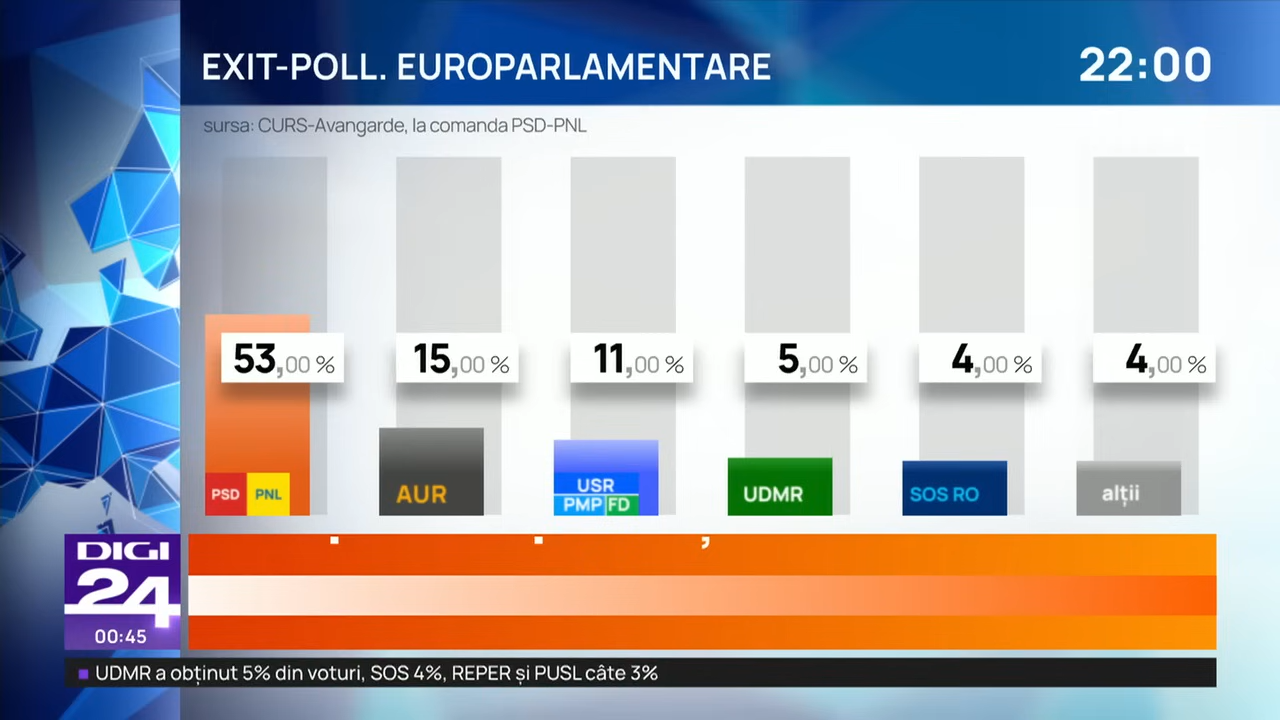 EXIT-POLL. EUROPARLAMENTARE
22:00
sursa: CURS-Avangarde, la comanda PSD-PNL
53,00 %
15,00 %
11,00 %
5,00 %
4,00 %
4,00 %
PSD PNL
AUR
USR
PMP FD
UDMR
SOS RO
alții
DIGI
24
00:45
UDMR a obținut 5% din voturi, SOS 4%, REPER și PUSL câte 3%